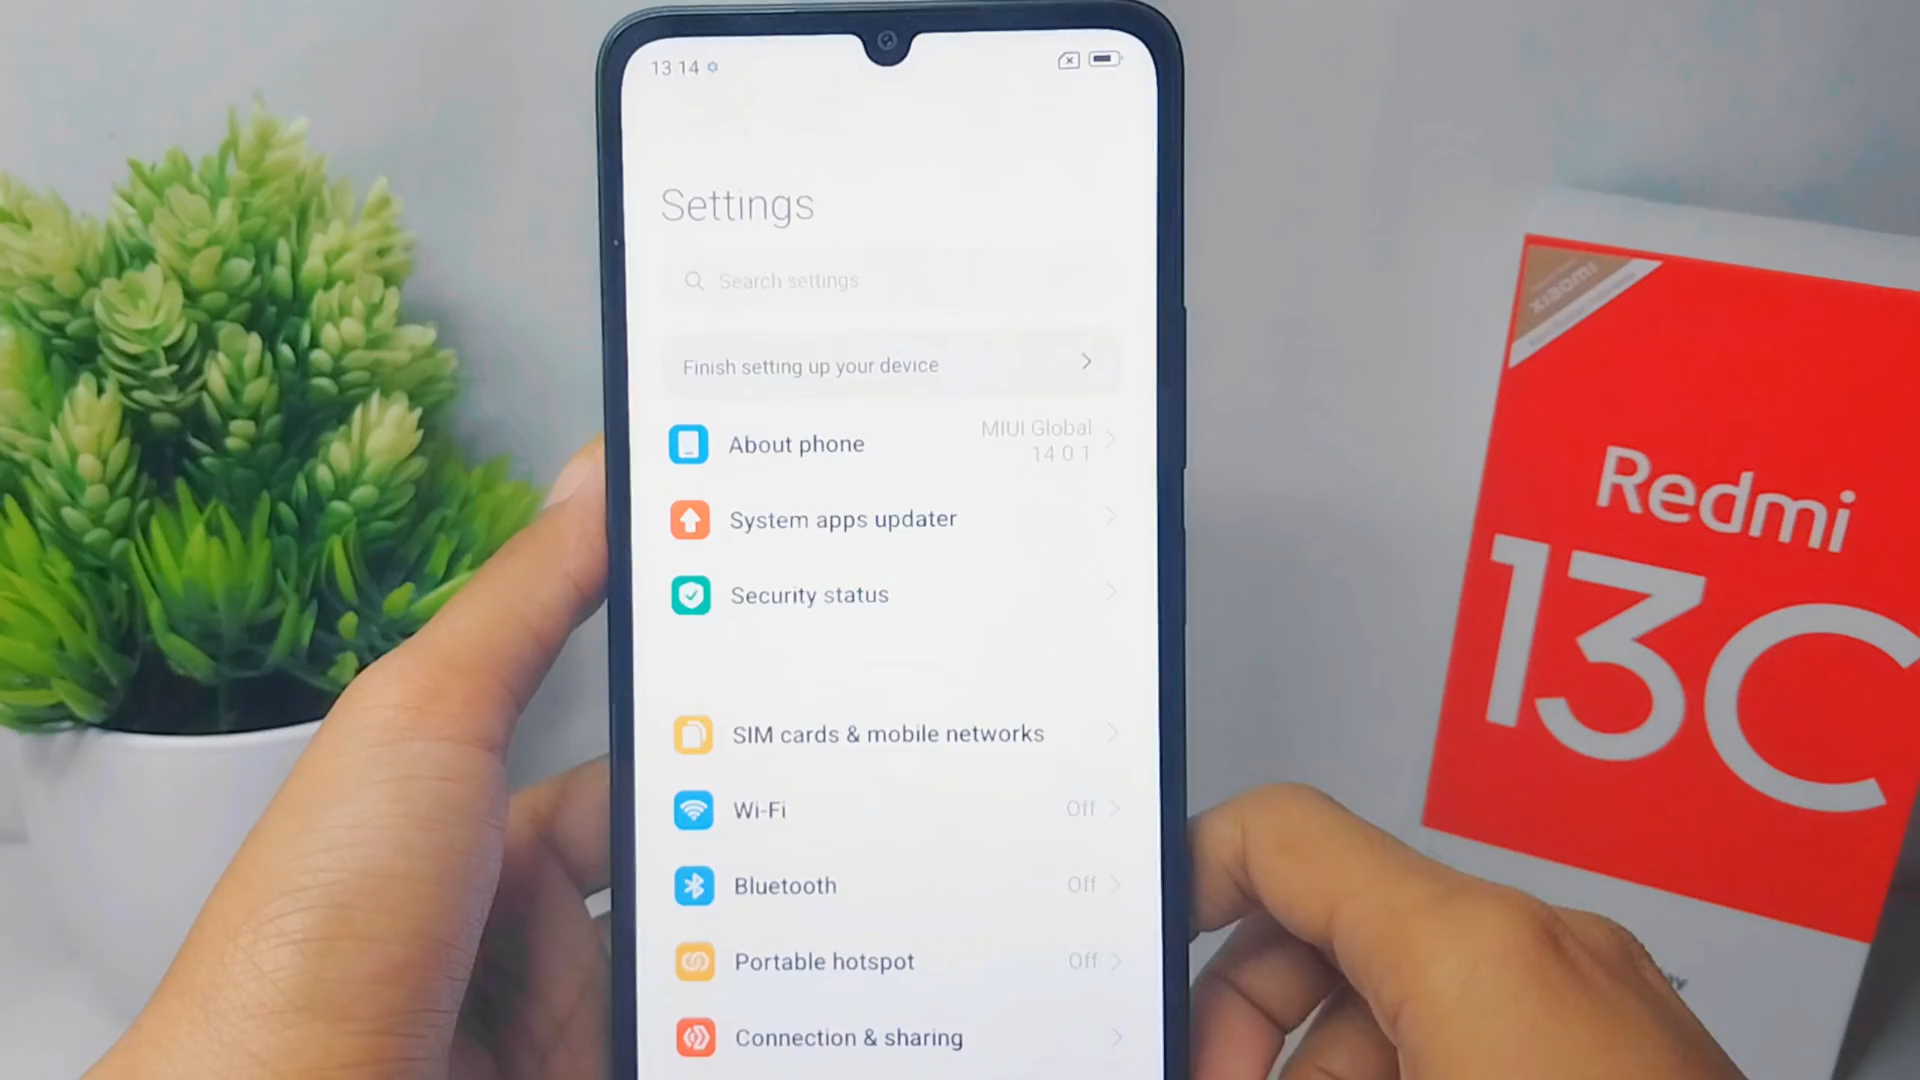 13 14
Settings
Search settings
Finish setting up your device
About phone
MIUI Global
14 0 1
System apps updater
Security status
SIM cards & mobile networks
Wi-Fi
Off
Bluetooth
Off
Portable hotspot
Off
Connection & sharing
xiaomi
Redmi
13C